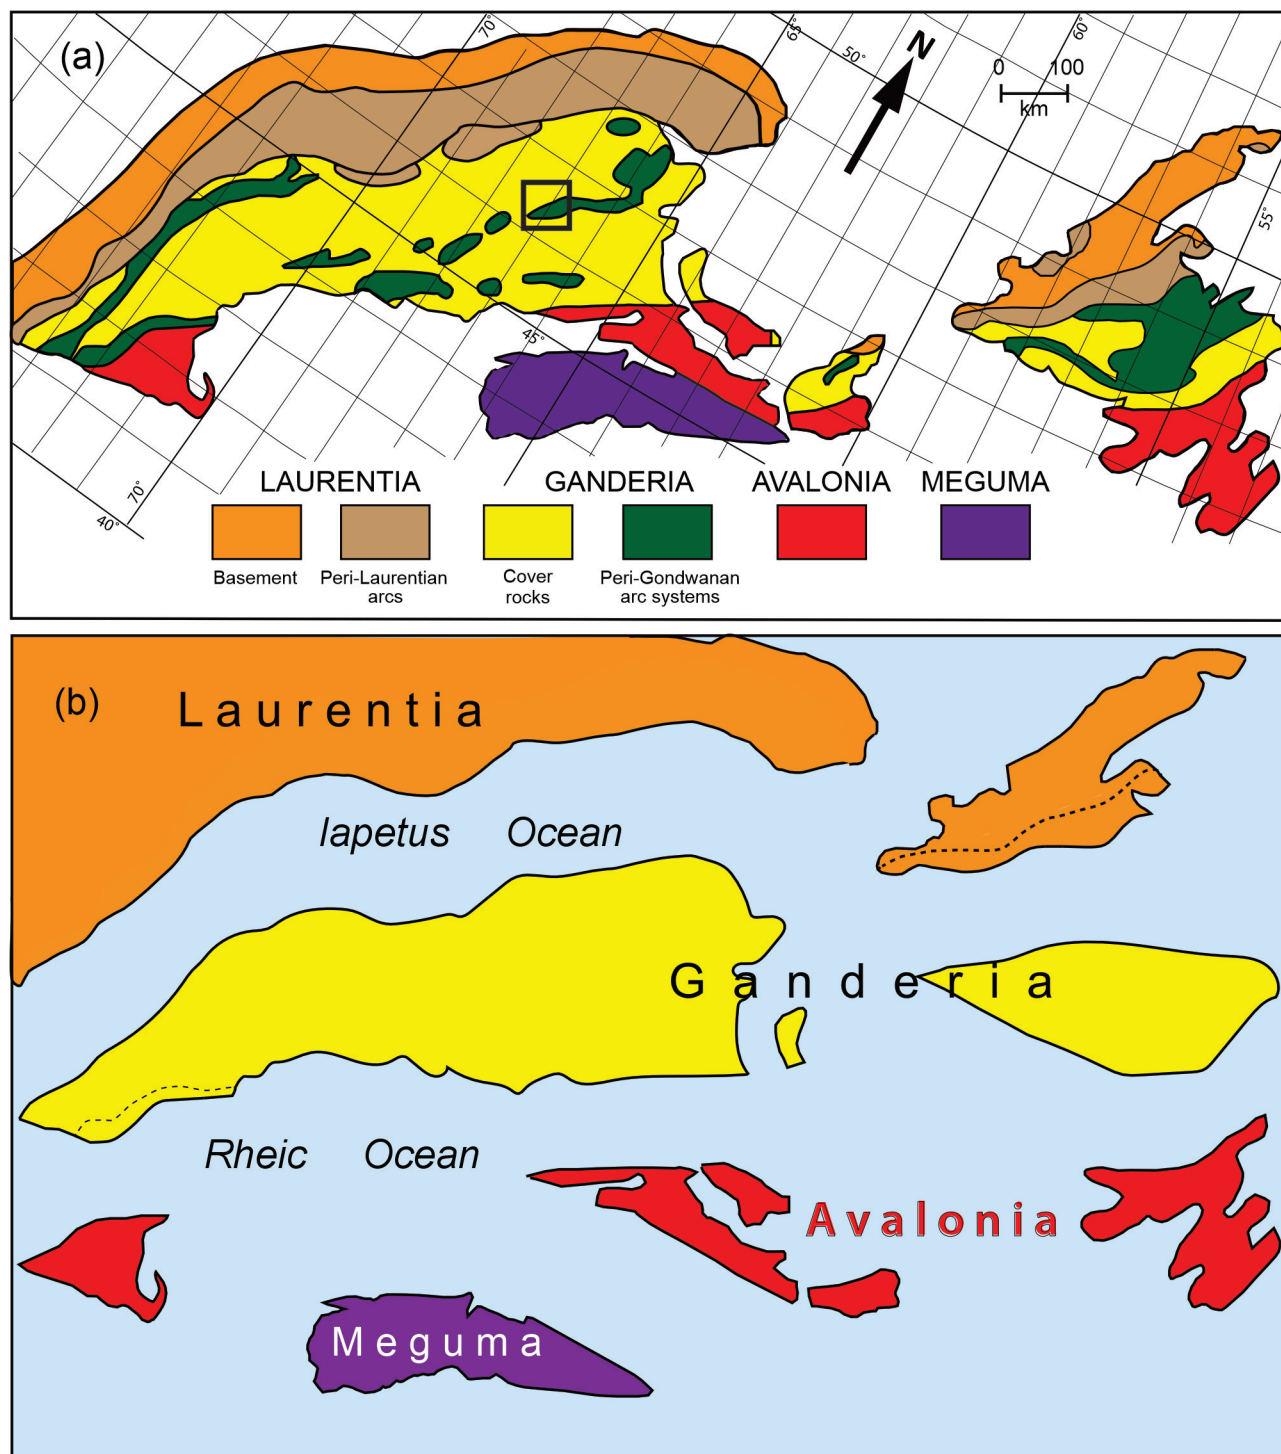 (a)
70°
65°
50°
N
60°
0 100
km
55°
45°
70°
40°
LAURENTIA GANDERIA AVALONIA MEGUMA
Basement Peri-Laurentian arcs Cover rocks Peri-Gondwanan arc systems
(b)
Laurentia
Iapetus Ocean
Ganderia
Rheic Ocean
Avalonia
Meguma